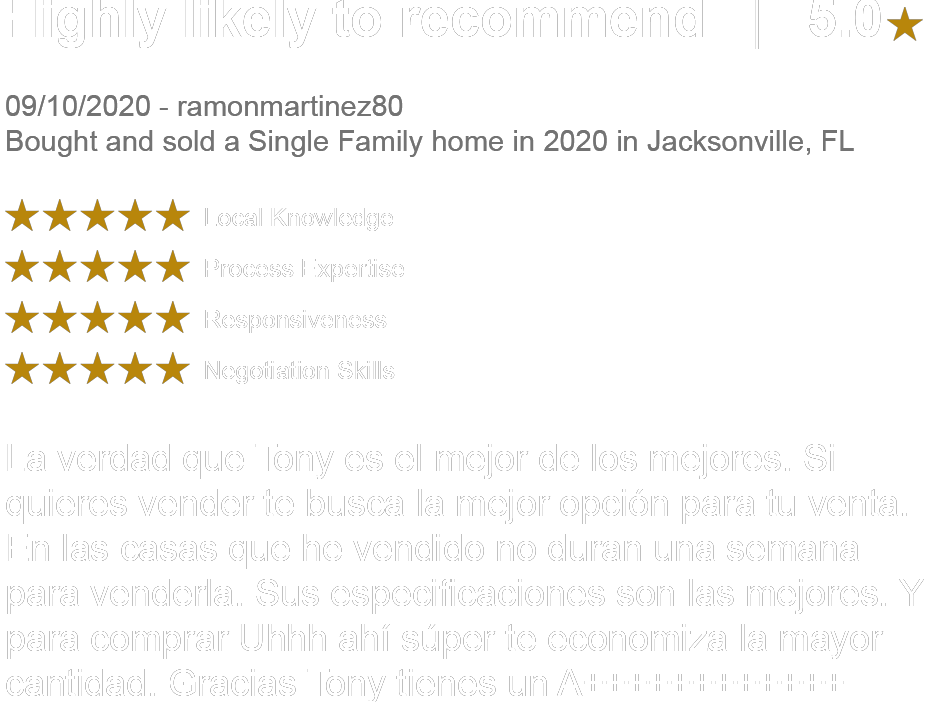 Highly likely to recommend | 5.0★
09/10/2020 - ramonmartinez80
Bought and sold a Single Family home in 2020 in Jacksonville, FL
★★★★★ Local Knowledge
★★★★★ Process Expertise
★★★★★ Responsiveness
★★★★★ Negotiation Skills
La verdad que Tony es el mejor de los mejores. Si
quieres vender te busca la mejor opción para tu venta.
En las casas que he vendido no duran una semana
para venderla. Sus especificaciones son las mejores. Y
para comprar Uhhh ahí súper te economiza la mayor
cantidad. Gracias Tony tienes un A++++++++++++